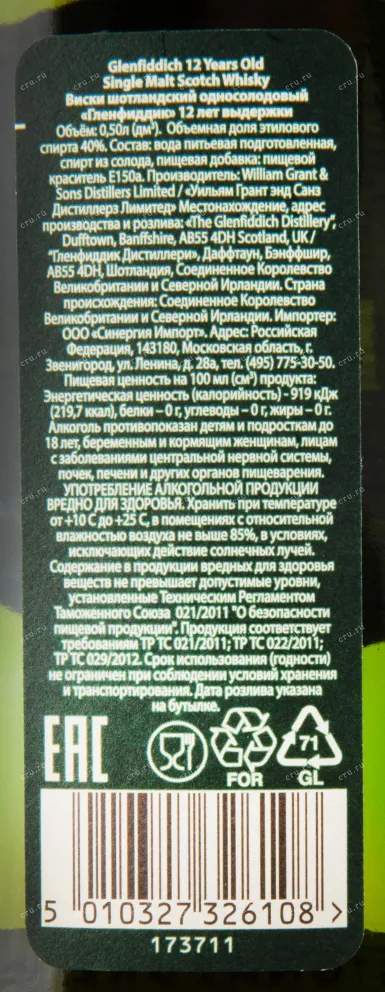 Glenfiddich 12 Years Old
Single Malt Scotch Whisky
Виски шотландский односолодовый
«Гленфиддик» 12 лет выдержки
Объём: 0,50л (дм³). Объемная доля этилового
спирта 40%. Состав: вода питьевая подготовленная,
спирт из солода, пищевая добавка: пищевой
краситель E150a. Производитель: William Grant &
Sons Distillers Limited / «Уильям Грант энд Санз
Дистиллерз Лимитед» Местонахождение, адрес
производства и розлива: «The Glenfiddich Distillery",
Dufftown, Banffshire, AB55 4DH Scotland, UK/
"Гленфиддик Дистиллери», Даффтаун, Бэнффшир,
AB55 4DH, Шотландия, Соединенное Королевство
Великобритании и Северной Ирландии. Страна
происхождения: Соединенное Королевство
Великобритании и Северной Ирландии. Импортер:
ООО «Синергия Импорт». Адрес: Российская
Федерация, 143180, Московская область, г.
Звенигород, ул. Ленина, д. 28а, тел. (495) 775-30-50.
Пищевая ценность на 100 мл (см³) продукта:
Энергетическая ценность (калорийность) - 919 кДж
(219,7 ккал), белки – 0 г, углеводы – 0 г, жиры – 0 г.
Алкоголь противопоказан детям и подросткам до
18 лет, беременным и кормящим женщинам, лицам
с заболеваниями центральной нервной системы,
почек, печени и других органов пищеварения.
УПОТРЕБЛЕНИЕ АЛКОГОЛЬНОЙ ПРОДУКЦИИ
ВРЕДНО ДЛЯ ЗДОРОВЬЯ. Хранить при температуре
от +10 С до +25 С, в помещениях с относительной
влажностью воздуха не выше 85%, в условиях,
исключающих действие солнечных лучей.
Содержание в продукции вредных для здоровья
веществ не превышает допустимые уровни,
установленные Техническим Регламентом
Таможенного Союза 021/2011 "О безопасности
пищевой продукции". Продукция соответствует
требованиям ТР ТС 021/2011; ТР ТС 022/2011;
ТР ТС 029/2012. Срок использования (годности)
не ограничен при соблюдении условий хранения
и транспортирования. Дата розлива указана
на бутылке.
EAC
FOR
71
GL
5 010327 326108 >
173711
cru.ru